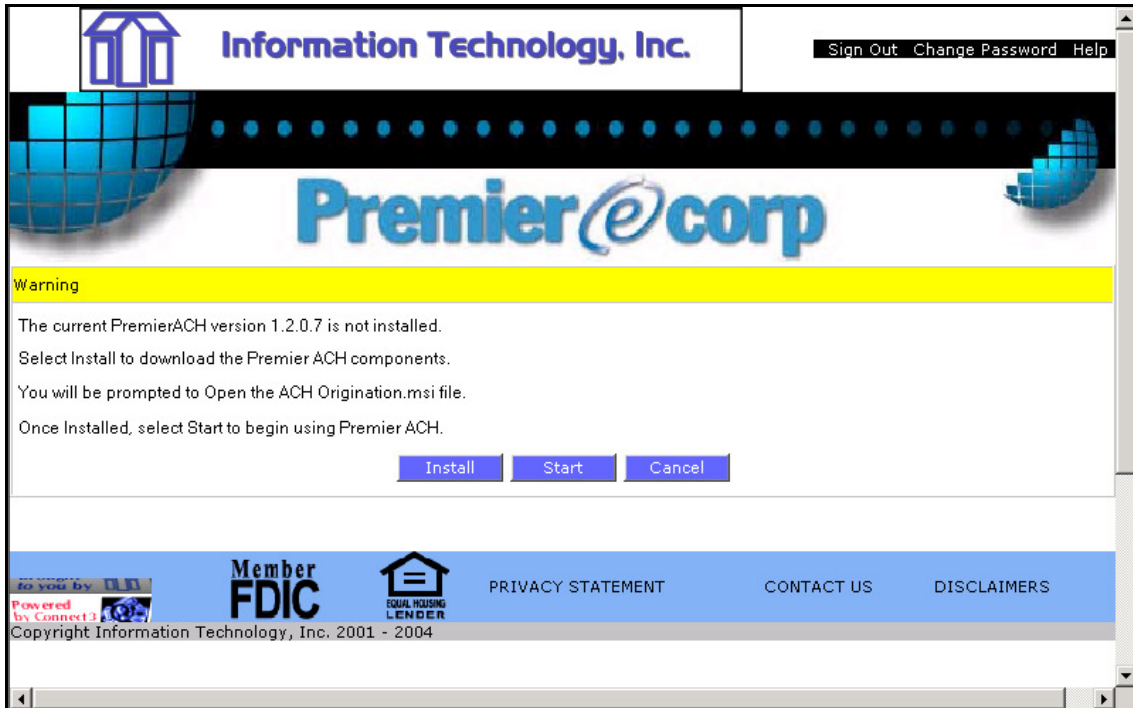 Information Technology, Inc.
Sign Out Change Password Help
Premier e corp
Warning
The current PremierACH version 1.2.0.7 is not installed.
Select Install to download the Premier ACH components.
You will be prompted to Open the ACH Origination.msi file.
Once Installed, select Start to begin using Premier ACH.
Install Start Cancel
to you by
Powered
by Connect3
Member
FDIC
EQUAL HOUSING
LENDER
PRIVACY STATEMENT CONTACT US DISCLAIMERS
Copyright Information Technology, Inc. 2001 - 2004